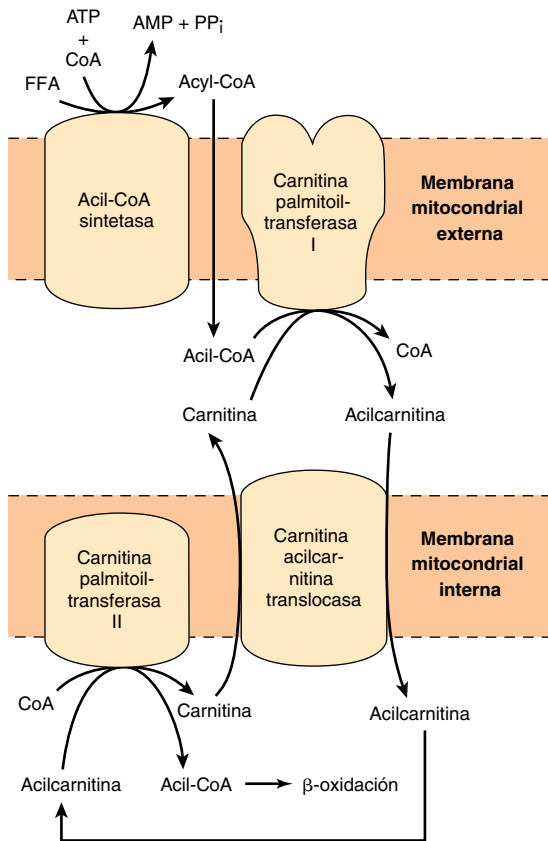 ATP
+
CoA
AMP + PPi
FFA
Acyl-CoA
Acil-CoA
sintetasa
Carnitina
palmitoil-
transferasa
I
Membrana
mitocondrial
externa
Acil-CoA
CoA
Carnitina
Acilcarnitina
Carnitina
palmitoil-
transferasa
II
Carnitina
acilcar-
nitina
translocasa
Membrana
mitocondrial
interna
CoA
Carnitina
Acilcarnitina
Acilcarnitina
Acil-CoA
β-oxidación